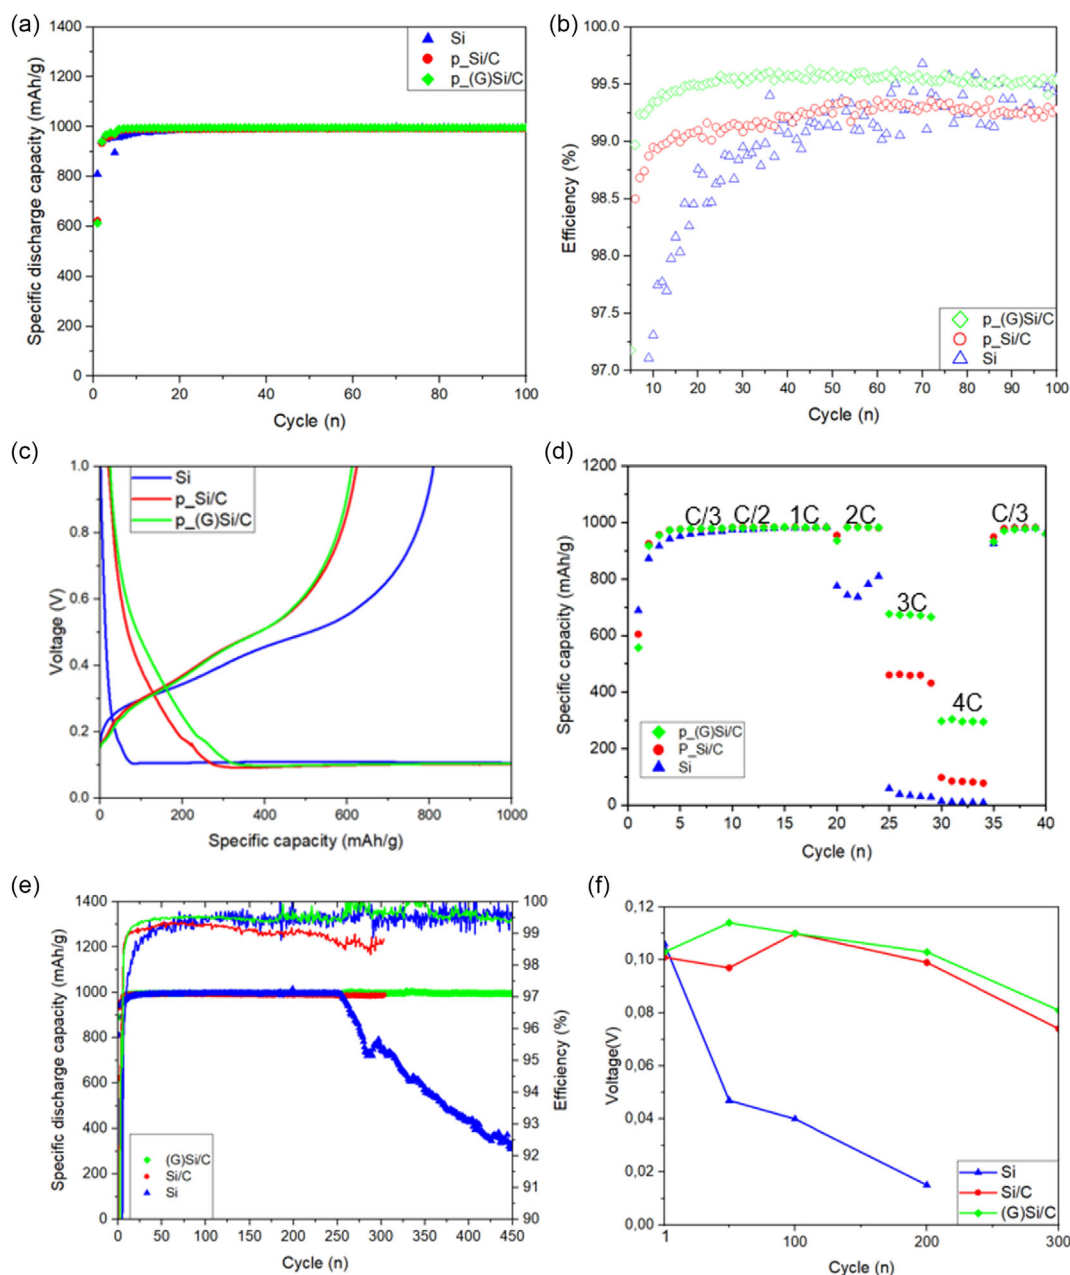 (a)
1400
1200
1000
800
600
400
200
0
Specific discharge capacity (mAh/g)
Si
p_Si/C
p_(G)Si/C
0 20 40 60 80 100
Cycle (n)
(b)
100.0
99.5
99.0
98.5
98.0
97.5
97.0
Efficiency (%)
p_(G)Si/C
p_Si/C
Si
10 20 30 40 50 60 70 80 90 100
Cycle (n)
(c)
1.0
0.8
0.6
0.4
0.2
0.0
Voltage (V)
Si
p_Si/C
p_(G)Si/C
0 200 400 600 800 1000
Specific capacity (mAh/g)
(d)
1200
1000
800
600
400
200
0
Specific capacity (mAh/g)
C/3 C/2 1C 2C C/3
3C
4C
p_(G)Si/C
P_Si/C
Si
0 5 10 15 20 25 30 35 40
Cycle (n)
(e)
1400
1200
1000
800
600
400
200
0
Specific discharge capacity (mAh/g)
100
99
98
97
96
95
94
93
92
91
90
Efficiency (%)
(G)Si/C
Si/C
Si
0 50 100 150 200 250 300 350 400 450
Cycle (n)
(f)
0,12
0,10
0,08
0,06
0,04
0,02
0,00
Voltage(V)
Si
Si/C
(G)Si/C
1 100 200 300
Cycle (n)